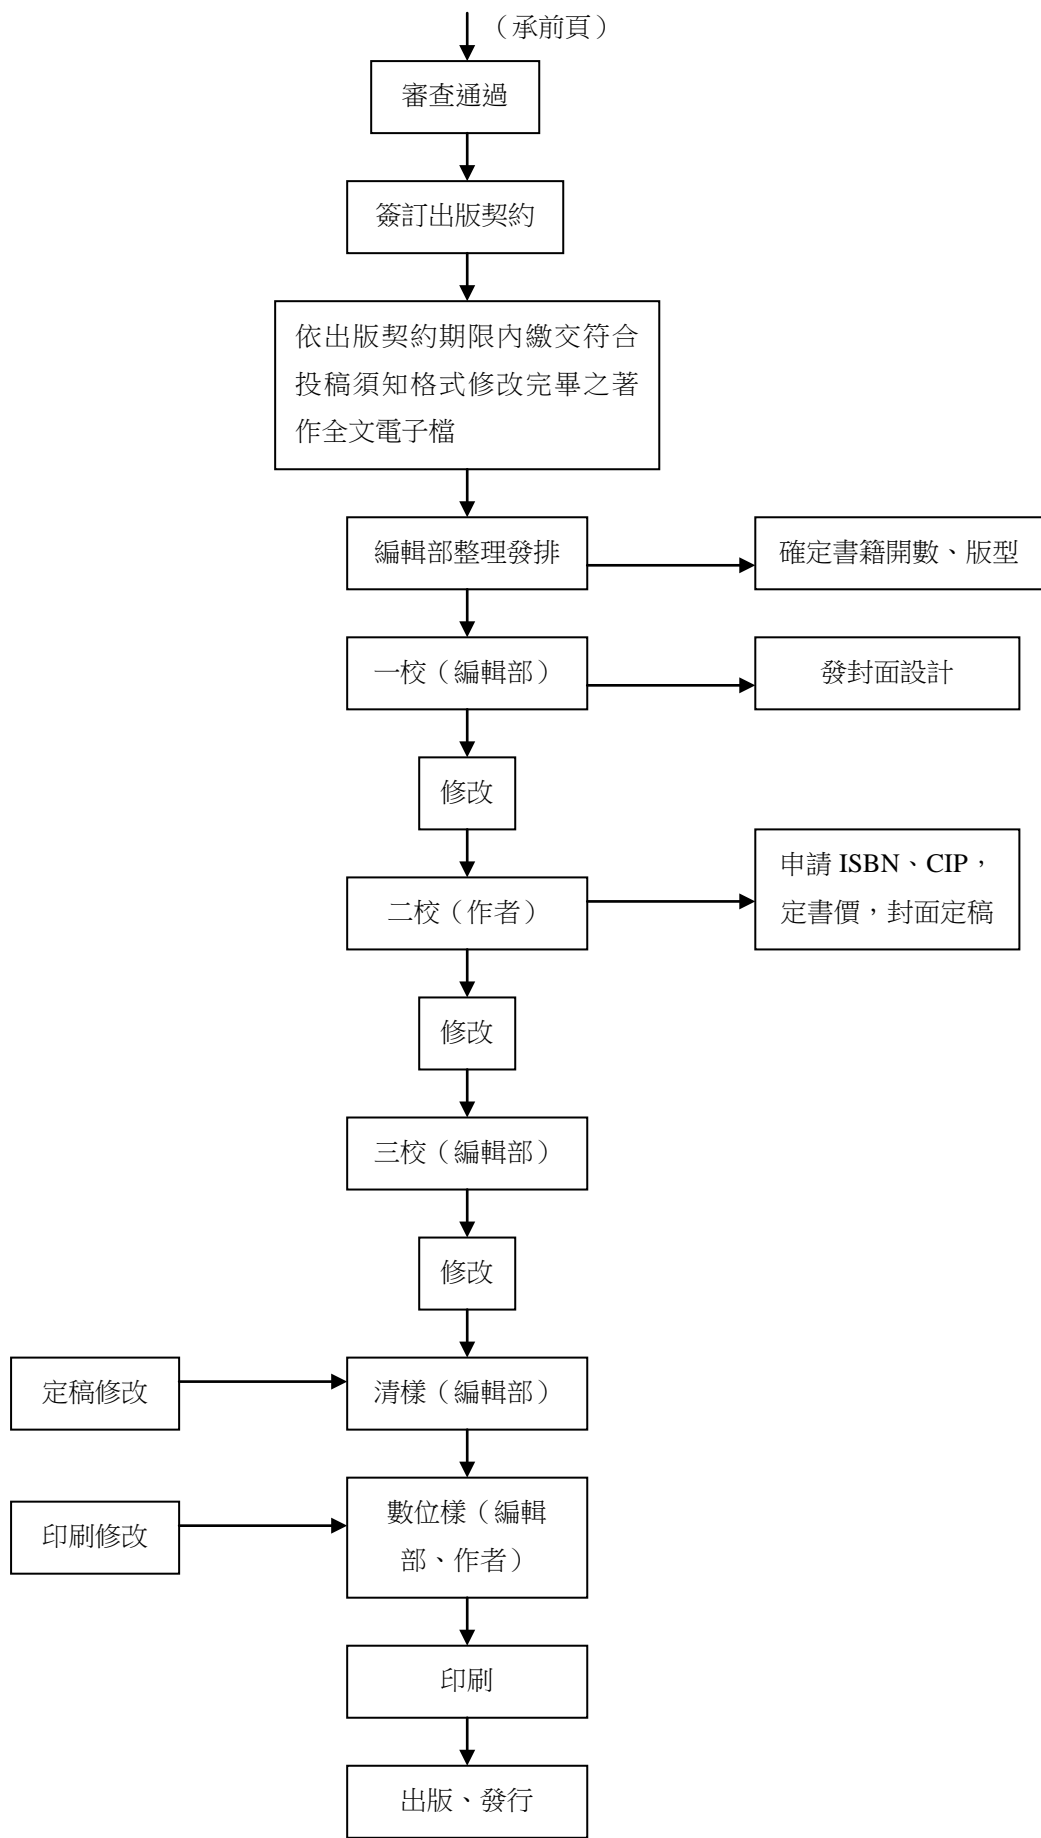 （承前頁）
審查通過
簽訂出版契約
依出版契約期限內繳交符合
投稿須知格式修改完畢之著
作全文電子檔
編輯部整理發排
確定書籍開數、版型
一校（編輯部）
發封面設計
修改
申請 ISBN、CIP，
定書價，封面定稿
二校（作者）
修改
三校（編輯部）
修改
定稿修改
清樣（編輯部）
數位樣（編輯
部、作者）
印刷修改
印刷
出版、發行